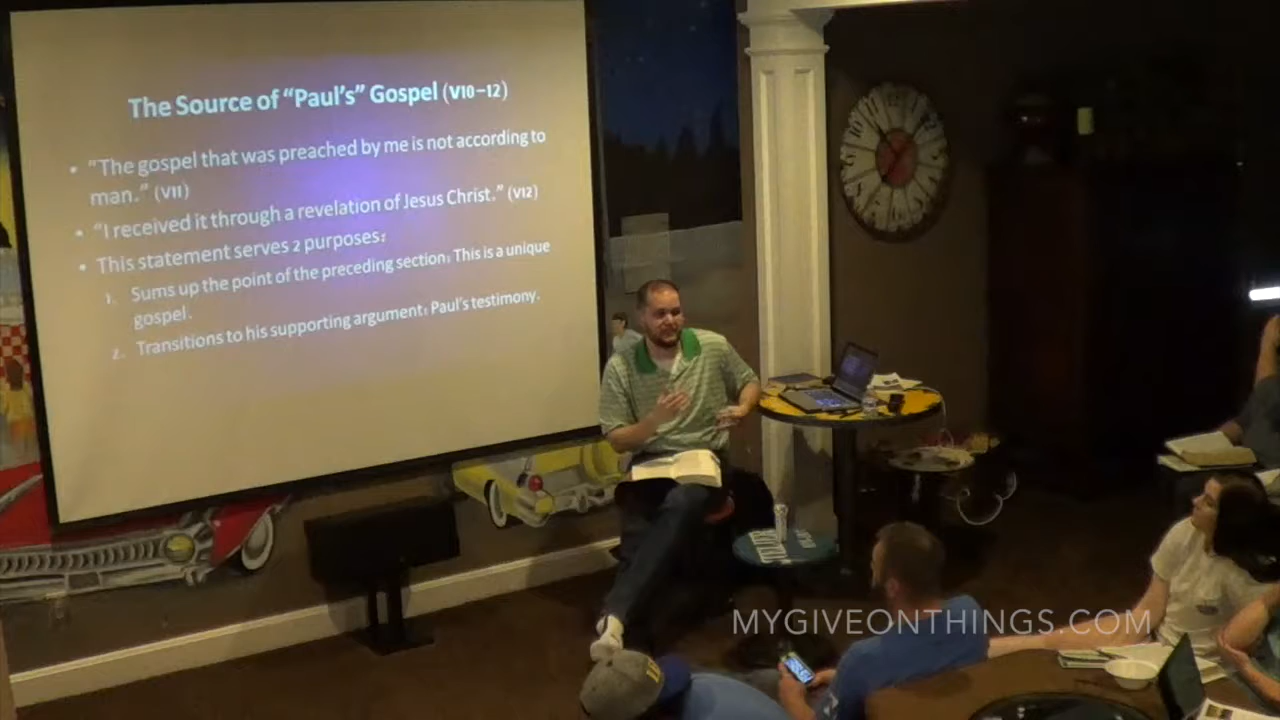 The Source of “Paul’s” Gospel (V10–12)
• “The gospel that was preached by me is not according to
man.” (V11)
• “I received it through a revelation of Jesus Christ.” (V12)
• This statement serves 2 purposes:
1. Sums up the point of the preceding section: This is a unique
gospel.
2. Transitions to his supporting argument: Paul’s testimony.
MYGIVEONTHINGS.COM